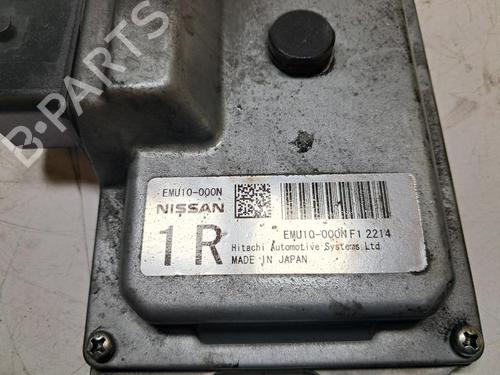 B-PARTS
EMU10-000N
NISSAN
1R
EMU10-000N F1 2214
Hitachi Automotive Systems, Ltd.
MADE IN JAPAN